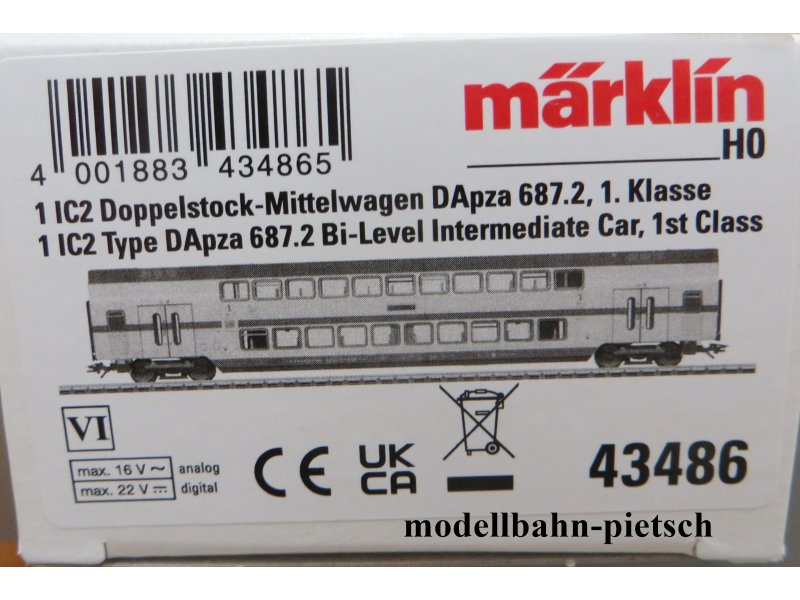 märklin
H0
4 001883 434865
1 IC2 Doppelstock-Mittelwagen DApza 687.2, 1. Klasse
1 IC2 Type DApza 687.2 Bi-Level Intermediate Car, 1st Class
VI
max. 16 V ~ analog
max. 22 V ⎓ digital
CE
UK
CA
43486
modellbahn-pietsch